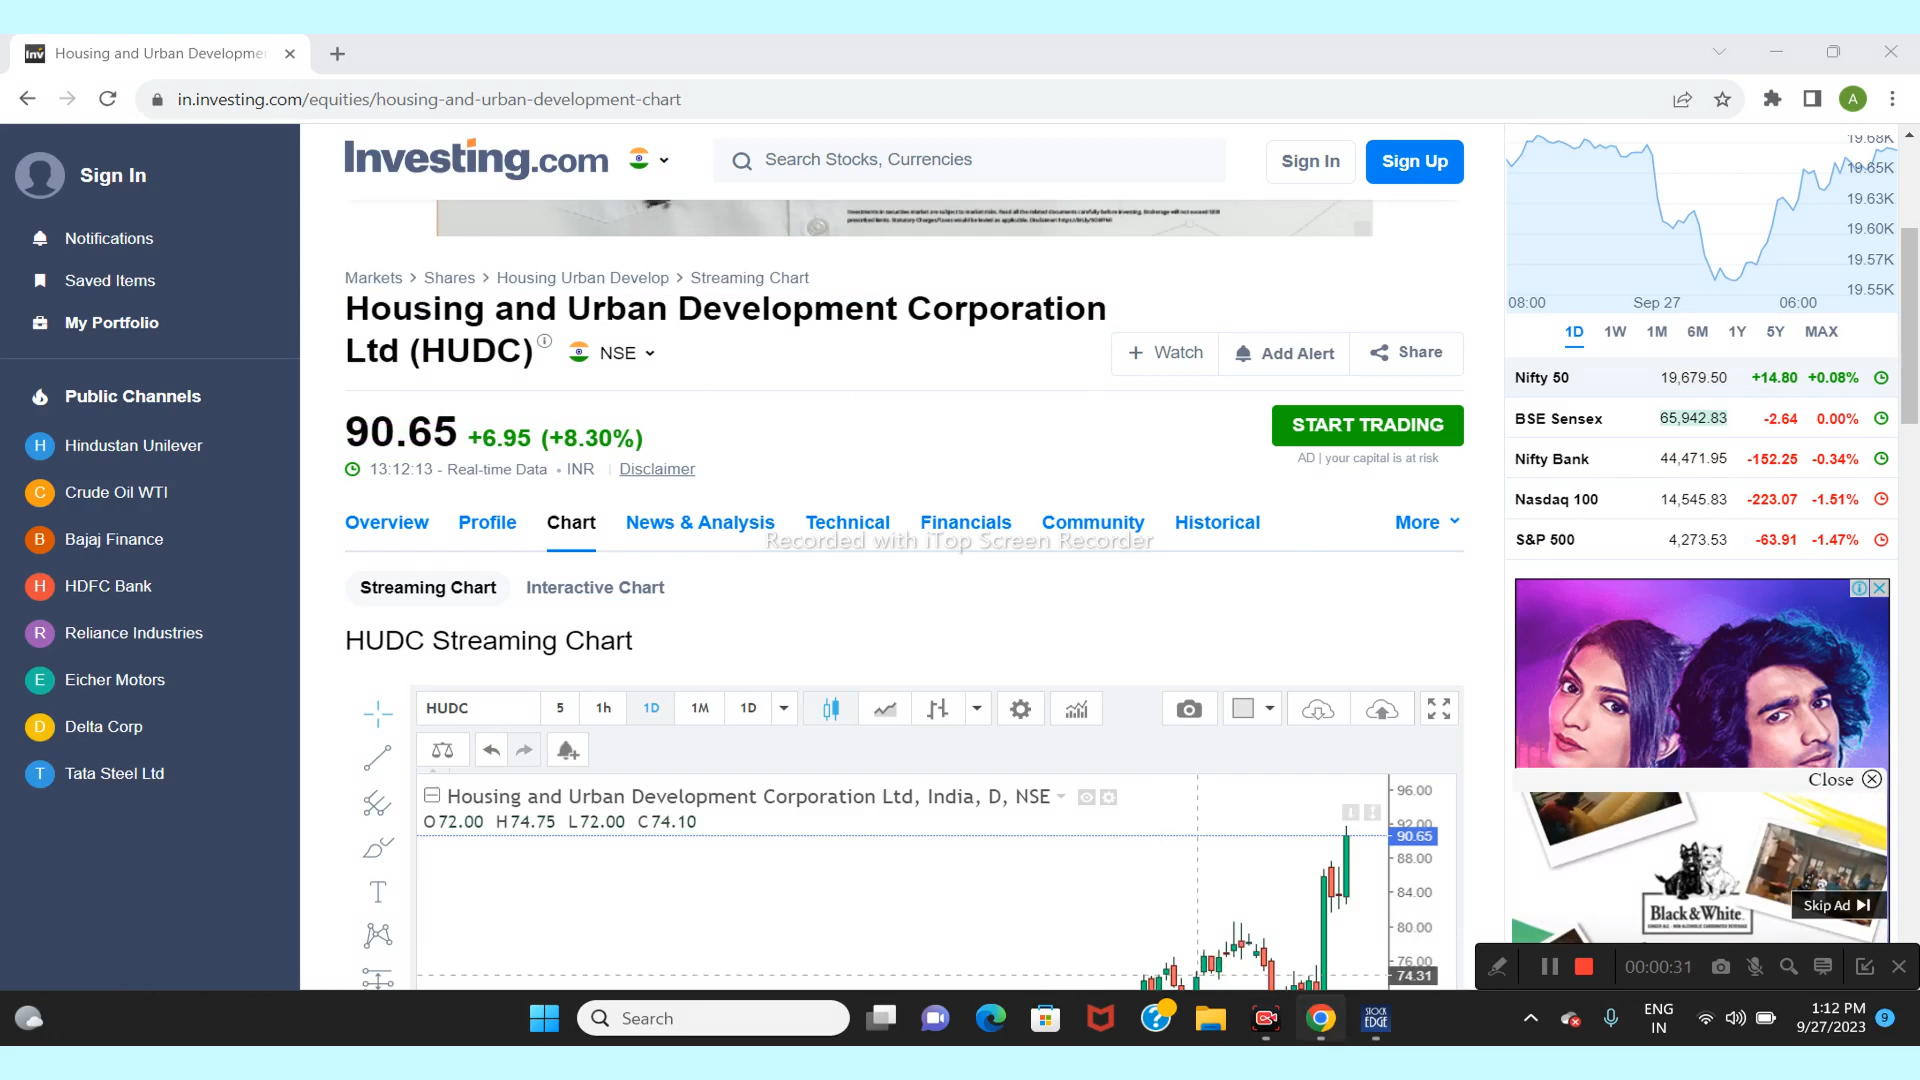 Inv Housing and Urban Developme
in.investing.com/equities/housing-and-urban-development-chart
A
Sign In
Notifications
Saved Items
My Portfolio
Public Channels
H Hindustan Unilever
C Crude Oil WTI
B Bajaj Finance
H HDFC Bank
R Reliance Industries
E Eicher Motors
D Delta Corp
T Tata Steel Ltd
Investing.com
Search Stocks, Currencies
Sign In
Sign Up
Markets > Shares > Housing Urban Develop > Streaming Chart
Housing and Urban Development Corporation
Ltd (HUDC)
NSE
+ Watch
Add Alert
Share
90.65 +6.95 (+8.30%)
13:12:13 - Real-time Data • INR | Disclaimer
START TRADING
AD | your capital is at risk
Overview Profile Chart News & Analysis Technical Financials Community Historical More
Recorded with iTop Screen Recorder
Streaming Chart Interactive Chart
HUDC Streaming Chart
HUDC 5 1h 1D 1M 1D
T
Housing and Urban Development Corporation Ltd, India, D, NSE
O72.00 H74.75 L72.00 C74.10
96.00
92.00
90.65
88.00
84.00
80.00
76.00
74.31
19.68K
19.65K
19.63K
19.60K
19.57K
19.55K
08:00 Sep 27 06:00
1D 1W 1M 6M 1Y 5Y MAX
Nifty 50 19,679.50 +14.80 +0.08%
BSE Sensex 65,942.83 -2.64 0.00%
Nifty Bank 44,471.95 -152.25 -0.34%
Nasdaq 100 14,545.83 -223.07 -1.51%
S&P 500 4,273.53 -63.91 -1.47%
Close
Black&White
Skip Ad
00:00:31
Search
STOCK
EDGE
ENG
IN
1:12 PM
9/27/2023
9